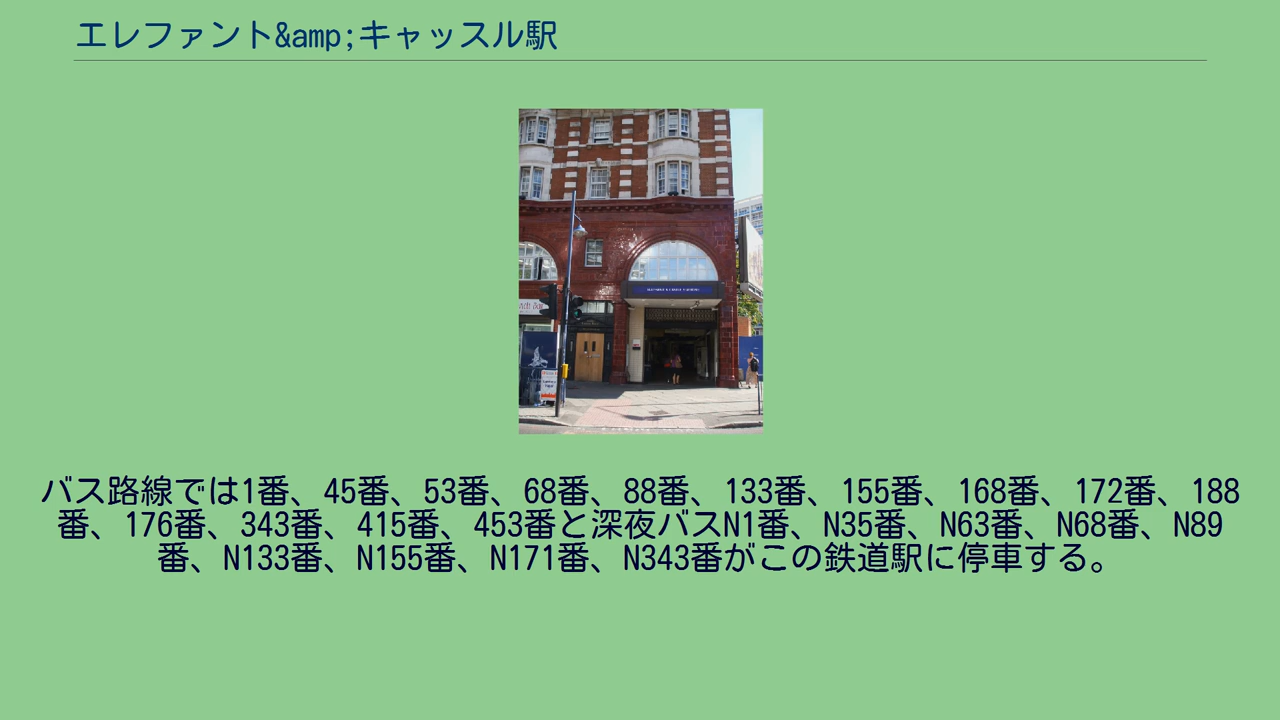 エレファント&amp;キャッスル駅
バス路線では1番、45番、53番、68番、88番、133番、155番、168番、172番、188
番、176番、343番、415番、453番と深夜バスN1番、N35番、N63番、N68番、N89
番、N133番、N155番、N171番、N343番がこの鉄道駅に停車する。